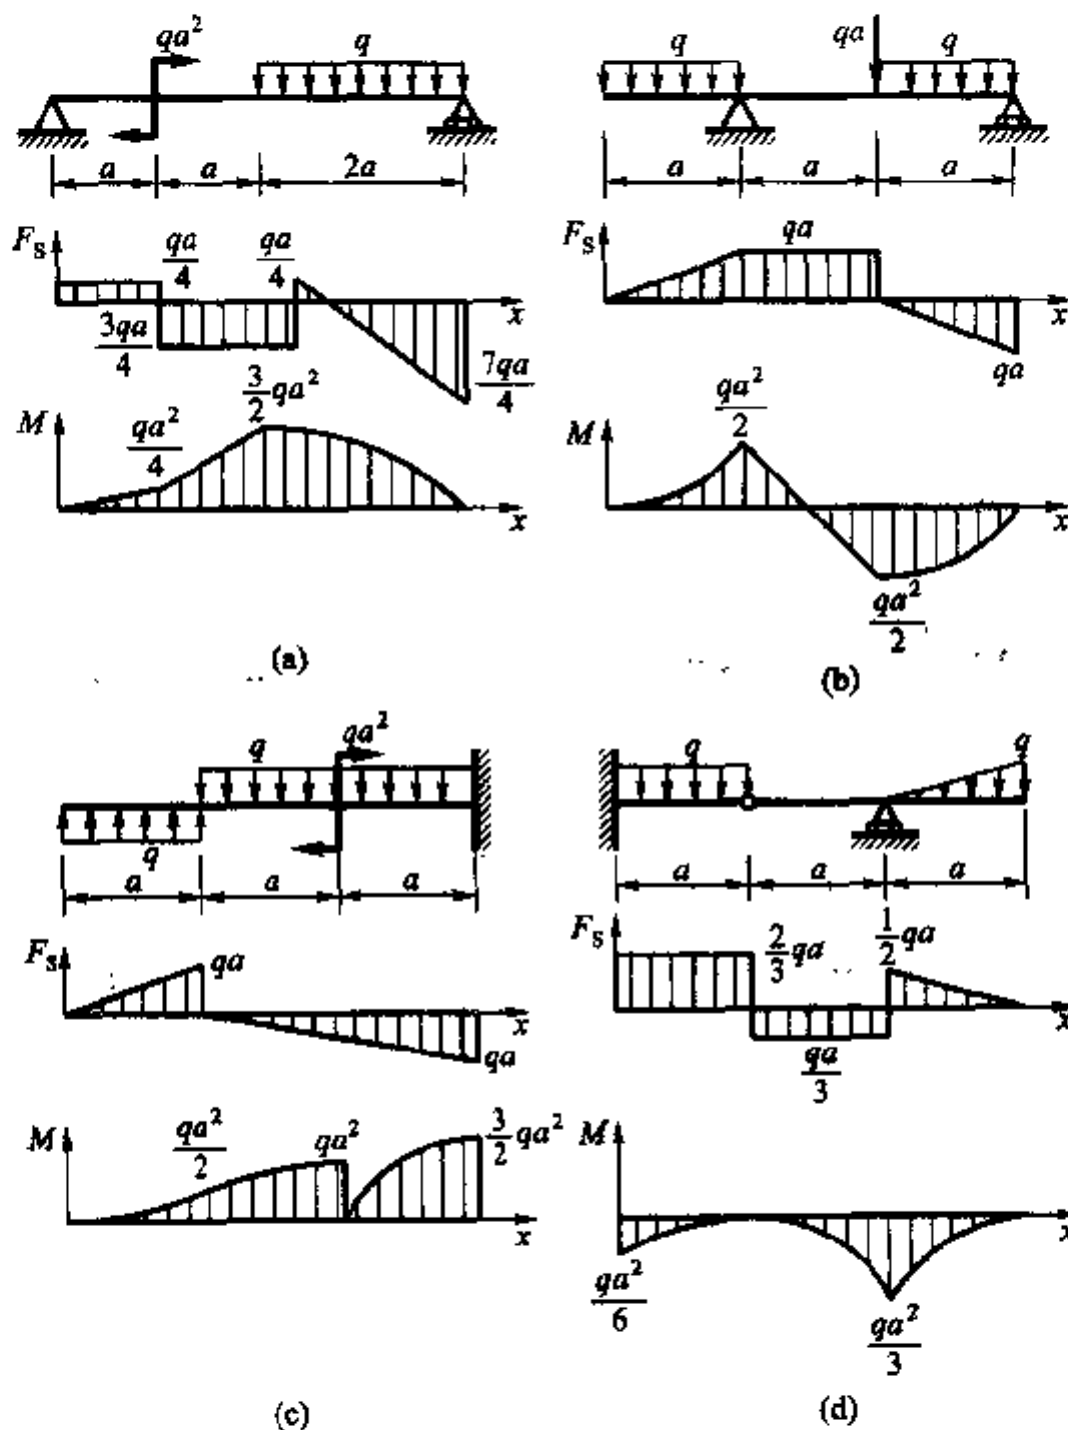 qa²
q
a
a
2a
F_S
qa/4
qa/4
3qa/4
7qa/4
x
M
qa²/4
3/2 qa²
x
(a)
q
qa
q
a
a
a
F_S
qa
qa
x
M
qa²/2
qa²/2
x
(b)
q
qa²
q
a
a
a
F_S
qa
qa
x
M
qa²/2
qa²
3/2 qa²
x
(c)
q
q
a
a
a
F_S
2/3 qa
1/2 qa
qa/3
x
M
qa²/6
qa²/3
x
(d)